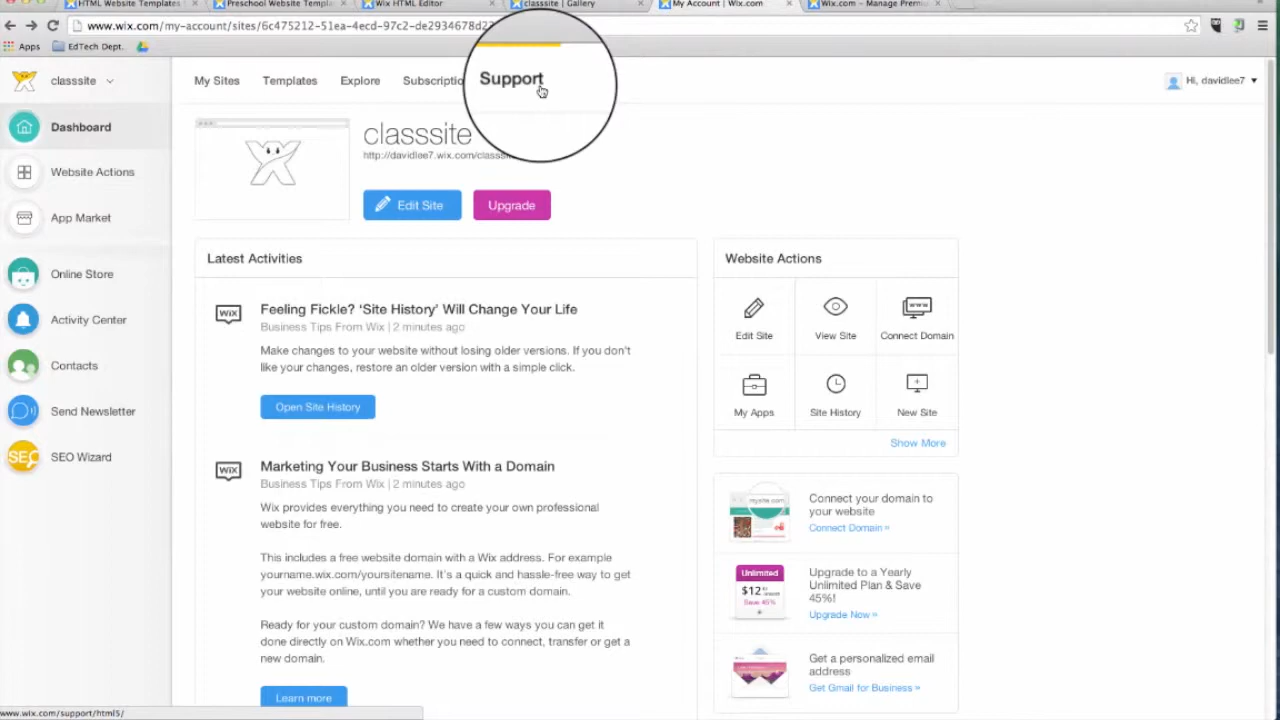 HTML Website Templates
Preschool Website Templa
Wix HTML Editor
classsite | Gallery
My Account | Wix.com
Wix.com - Manage Premiu
www.wix.com/my-account/sites/6c475212-51ea-4ecd-97c2-de2934678d2
Apps
EdTech Dept.
classsite
My Sites
Templates
Explore
Subscriptio
Support
Hi, davidlee7
Dashboard
Website Actions
App Market
Online Store
Activity Center
Contacts
Send Newsletter
SEO
SEO Wizard
classsite
http://davidlee7.wix.com/classsi
Edit Site
Upgrade
Latest Activities
WiX
Feeling Fickle? ‘Site History’ Will Change Your Life
Business Tips From Wix | 2 minutes ago
Make changes to your website without losing older versions. If you don't
like your changes, restore an older version with a simple click.
Open Site History
WiX
Marketing Your Business Starts With a Domain
Business Tips From Wix | 2 minutes ago
Wix provides everything you need to create your own professional
website for free.
This includes a free website domain with a Wix address. For example
yourname.wix.com/yoursitename. It's a quick and hassle-free way to get
your website online, until you are ready for a custom domain.
Ready for your custom domain? We have a few ways you can get it
done directly on Wix.com whether you need to connect, transfer or get a
new domain.
Learn more
Website Actions
Edit Site
View Site
www
Connect Domain
My Apps
Site History
New Site
Show More
mysite.com
Connect your domain to
your website
Connect Domain »
Unlimited
$12
Save 45%
Upgrade to a Yearly
Unlimited Plan & Save
45%!
Upgrade Now »
Get a personalized email
address
Get Gmail for Business »
www.wix.com/support/html5/